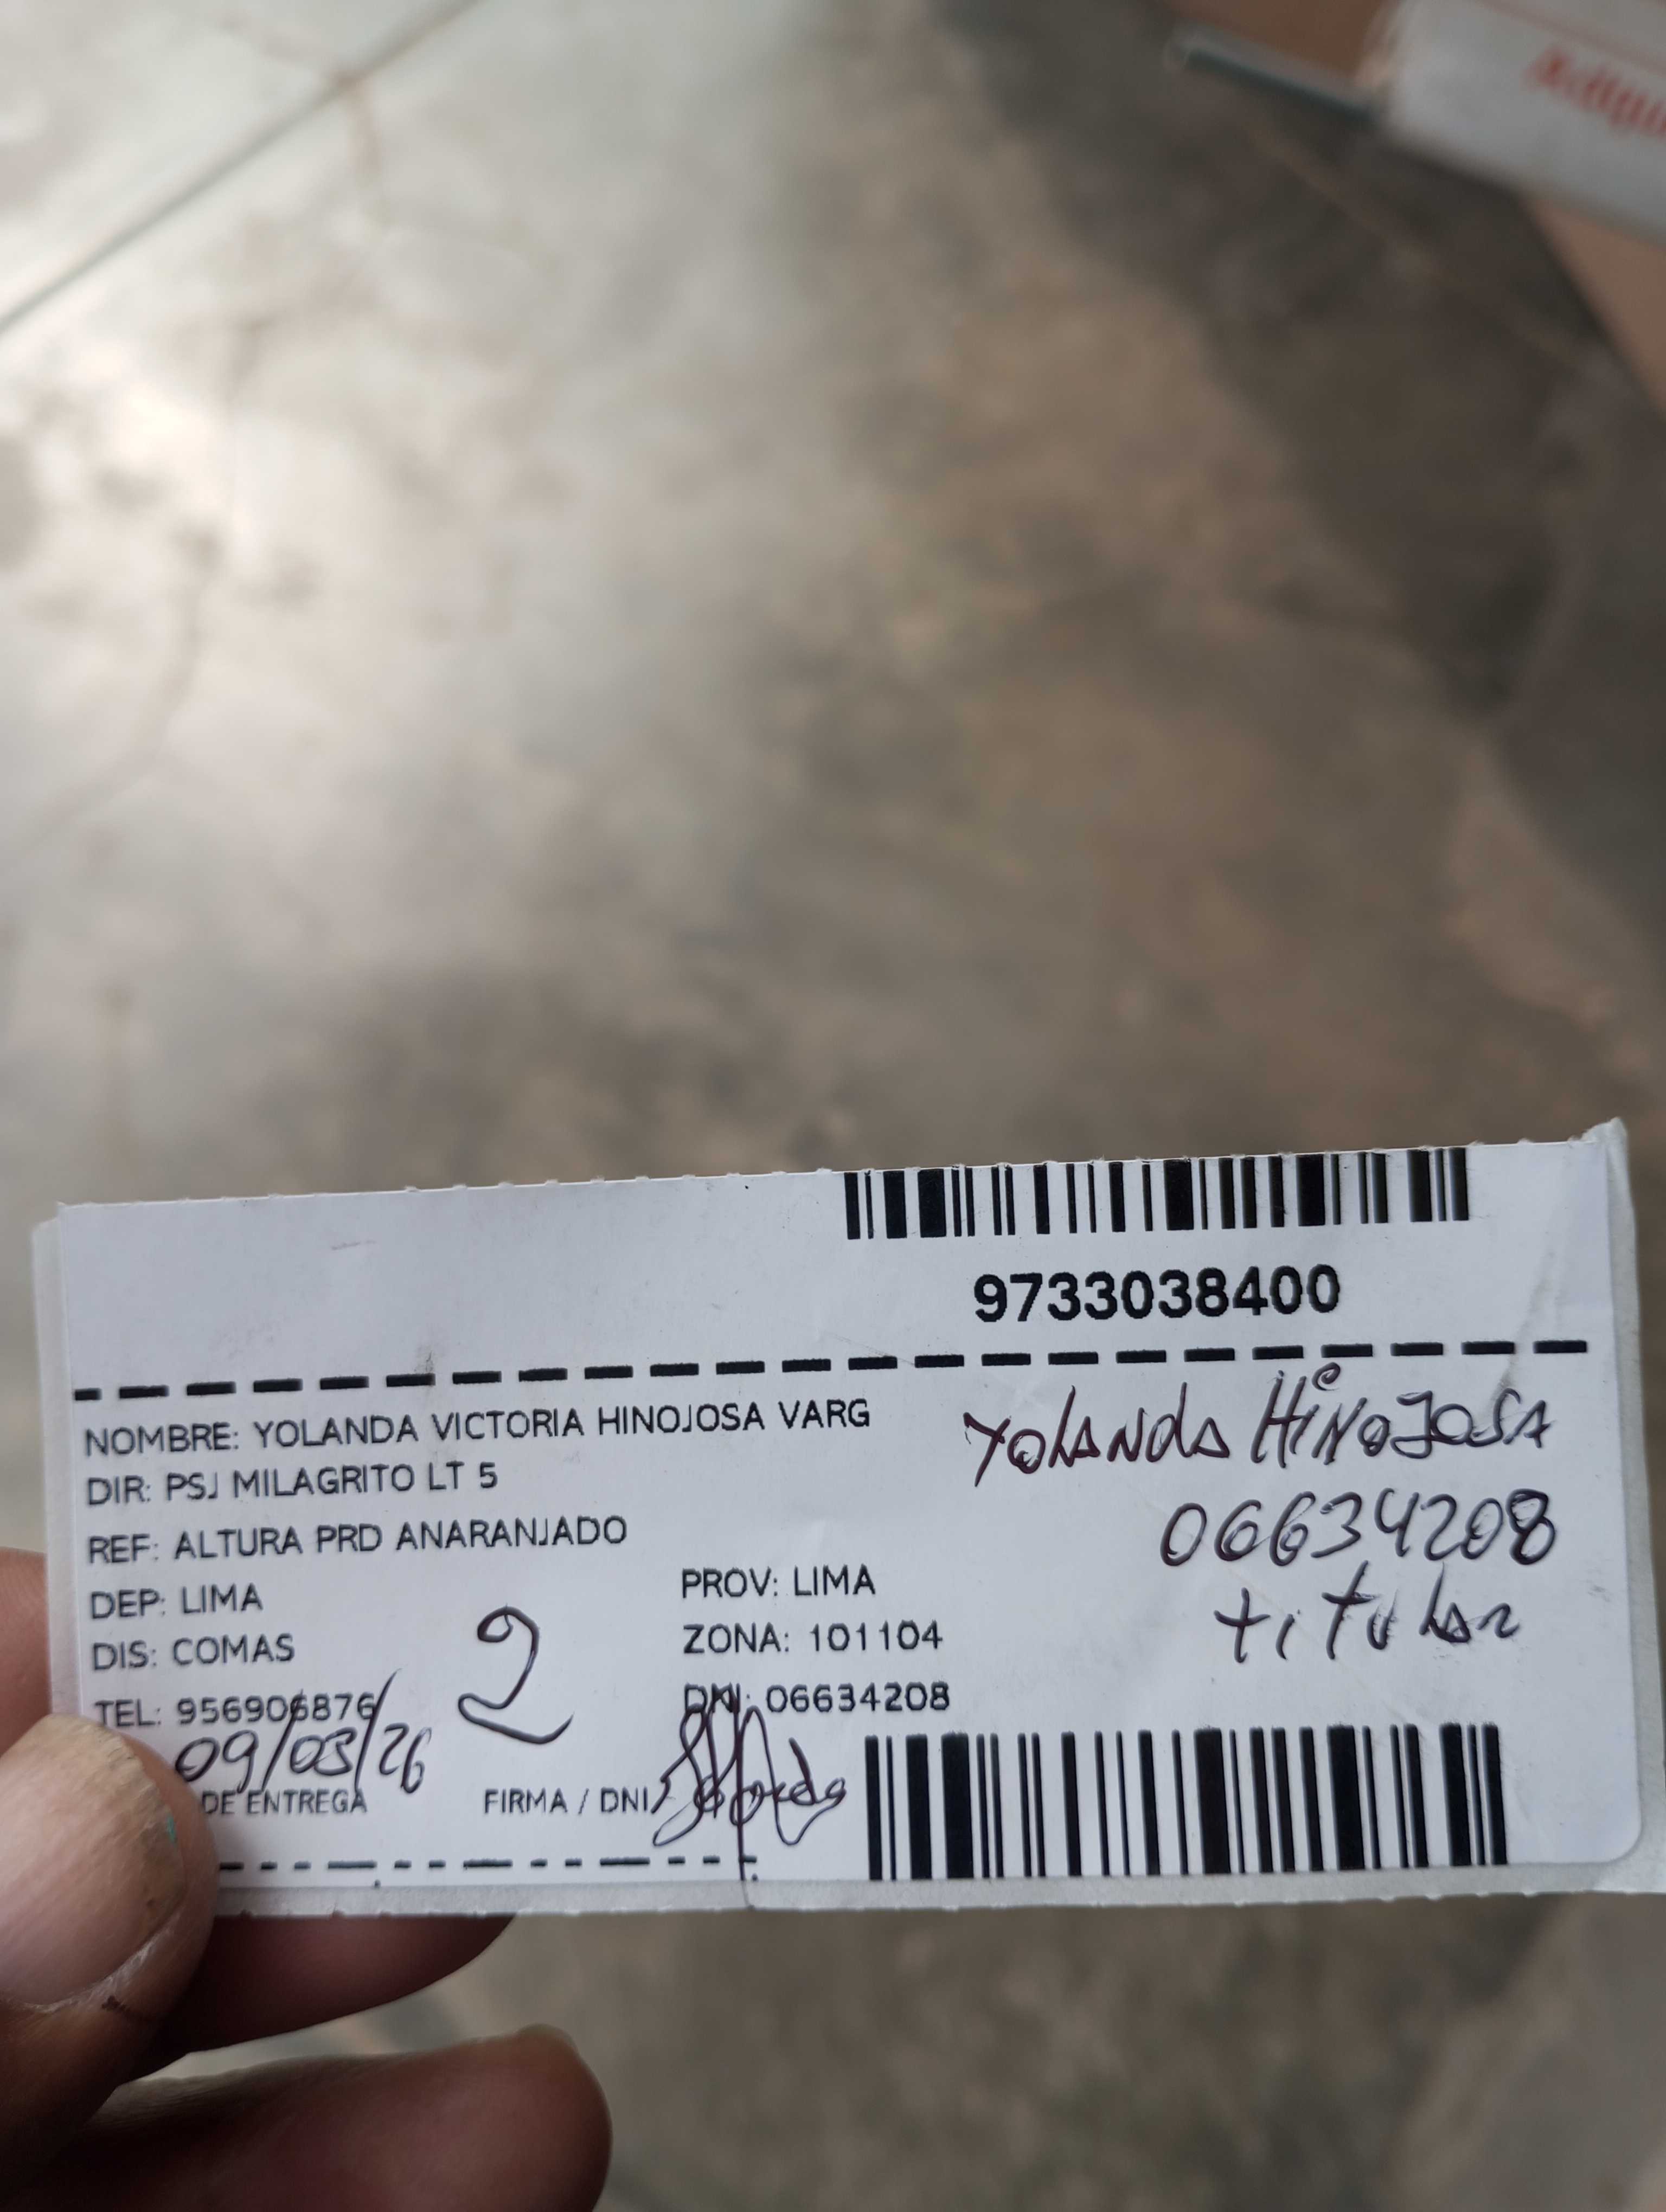 9733038400
NOMBRE: YOLANDA VICTORIA HINOJOSA VARG
DIR: PSJ MILAGRITO LT 5
REF: ALTURA PRD ANARANJADO
DEP: LIMA
PROV: LIMA
DIS: COMAS
ZONA: 101104
TEL: 956906876
DNI: 06634208
09/03/26
DE ENTREGA
FIRMA / DNI
2
Yolanda Hinojosa
06634208
titular